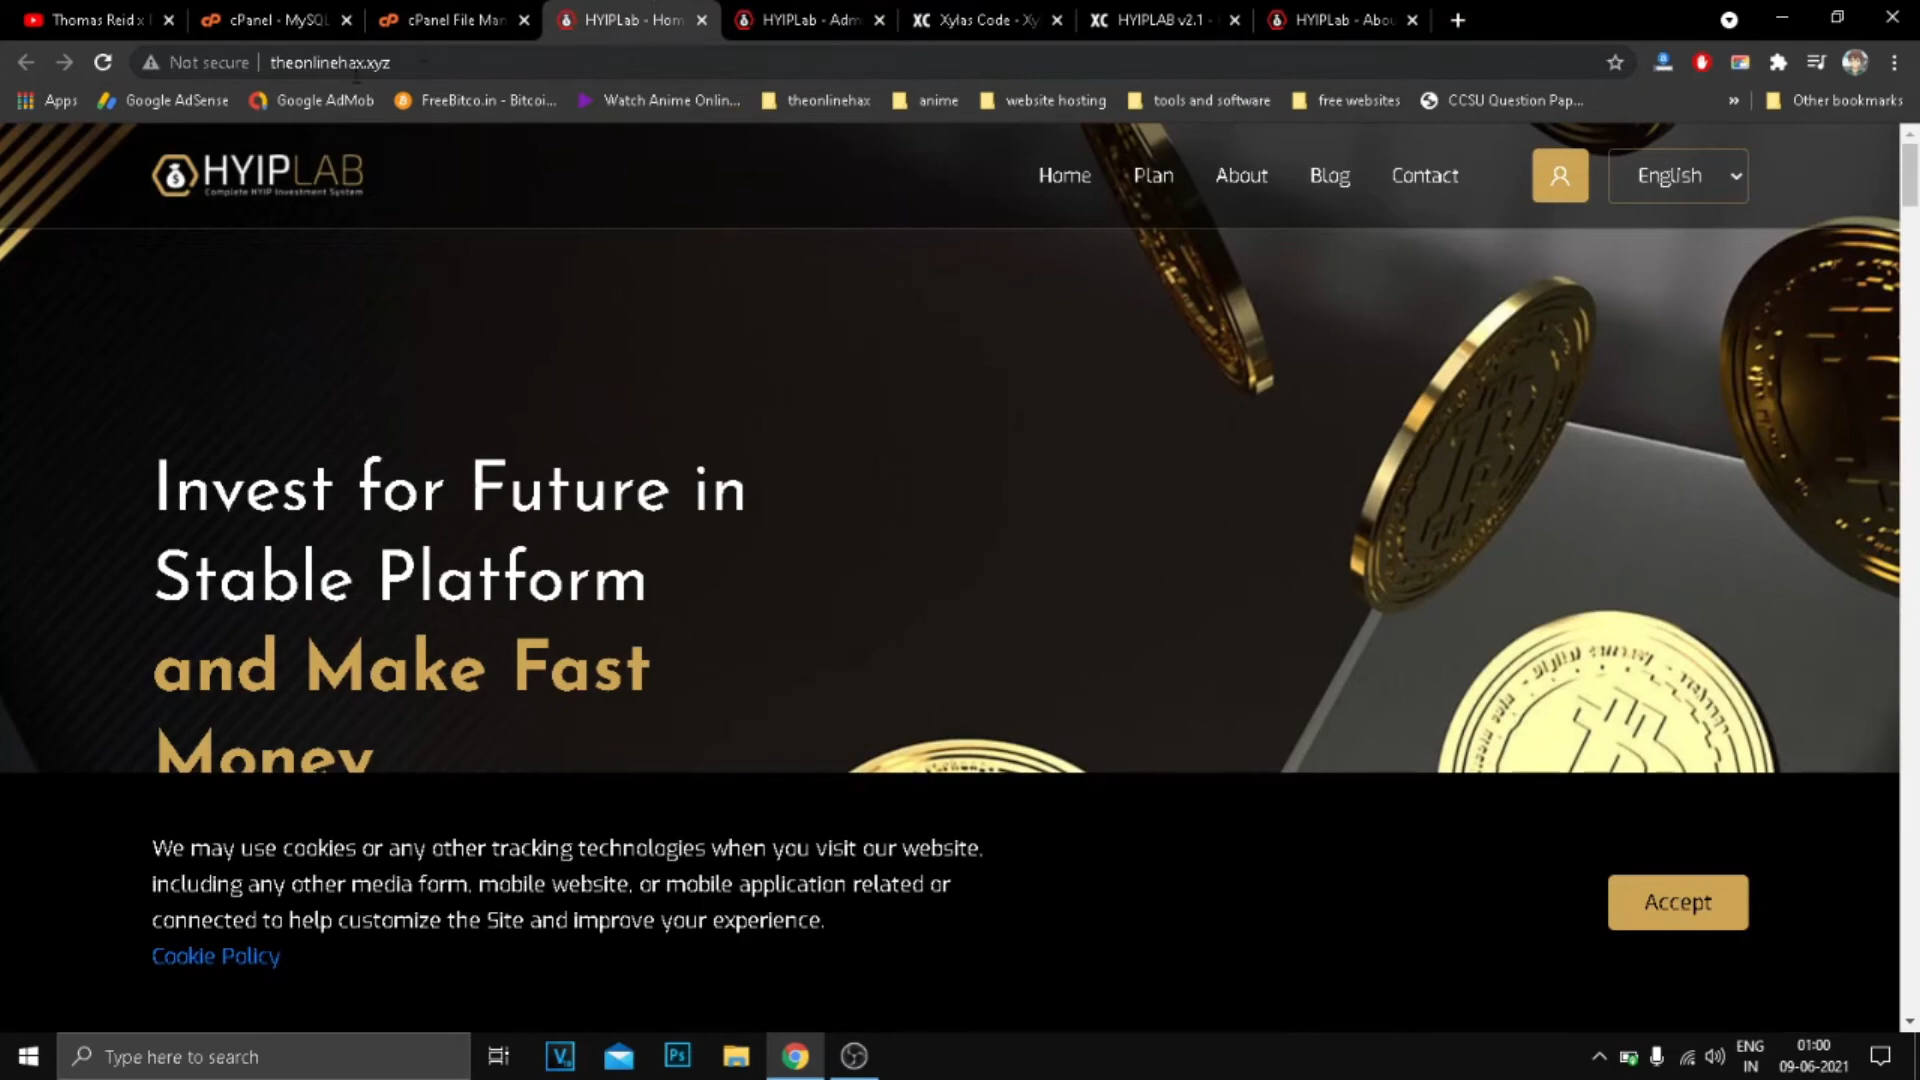 Thomas Reid x
cPanel - MySQL
cPanel File Man
HYIPLab - Hom
HYIPLab - Adm
Xylas Code - Xy
HYIPLAB v2.1 -
HYIPLab - Abou
Not secure
theonlinehax.xyz
Apps
Google AdSense
Google AdMob
FreeBitco.in - Bitcoi...
Watch Anime Onlin...
theonlinehax
anime
website hosting
tools and software
free websites
CCSU Question Pap...
Other bookmarks
HYIPLAB
Complete HYIP Investment System
Home
Plan
About
Blog
Contact
English
Invest for Future in
Stable Platform
and Make Fast
Money
We may use cookies or any other tracking technologies when you visit our website,
including any other media form, mobile website, or mobile application related or
connected to help customize the Site and improve your experience.
Cookie Policy
Accept
Type here to search
ENG
IN
01:00
09-06-2021